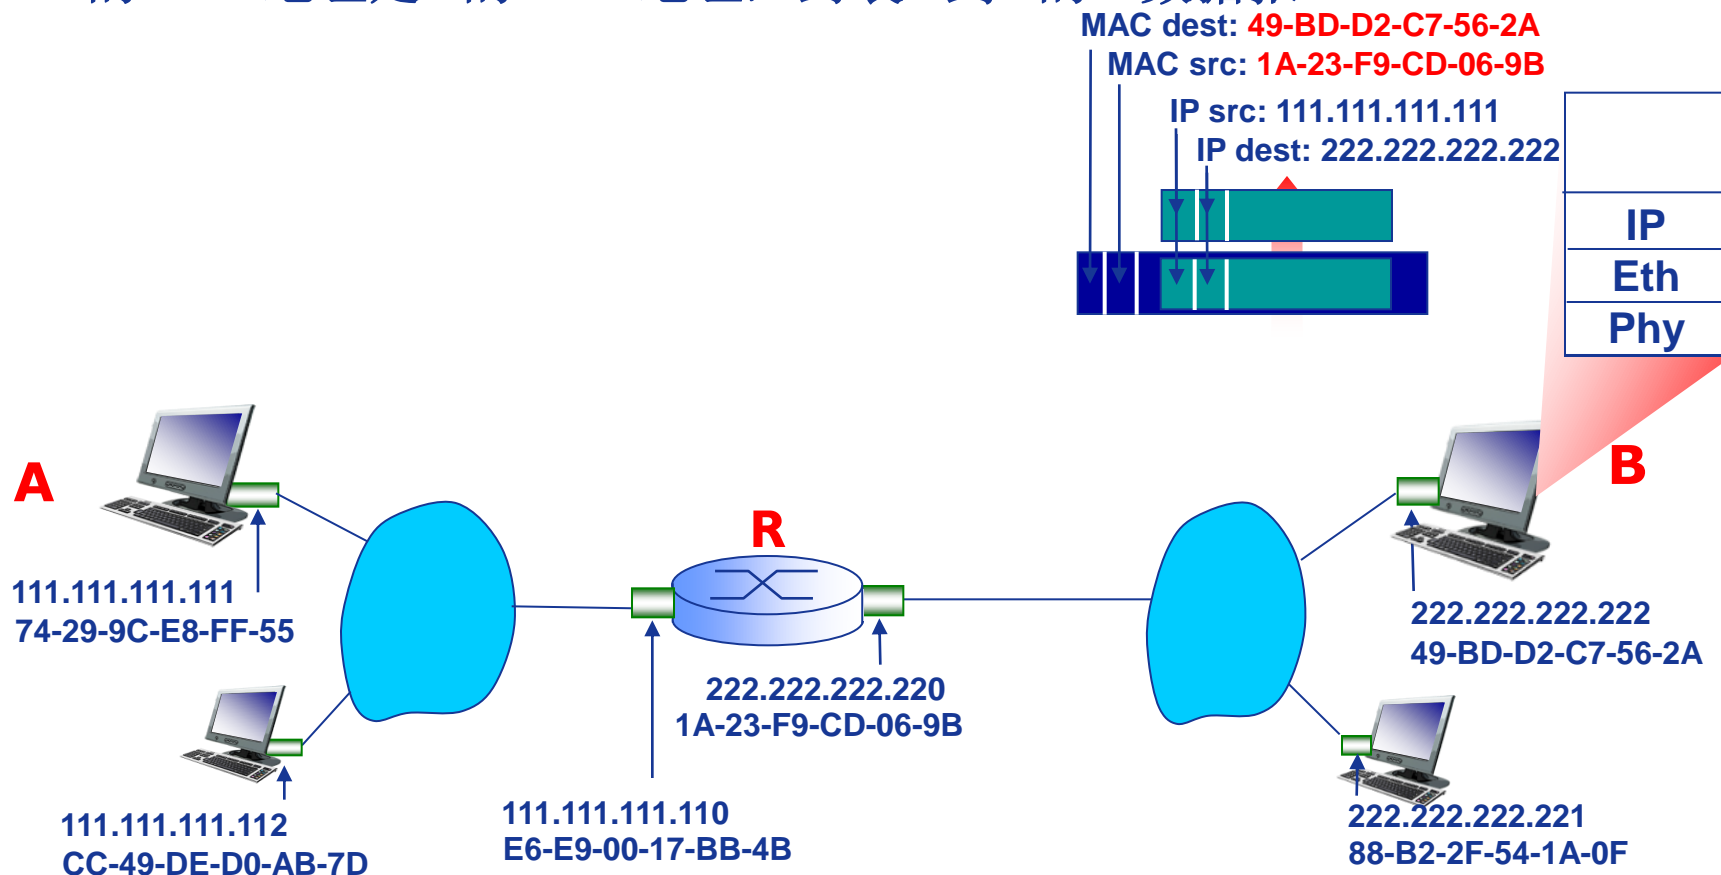 MAC dest: 49-BD-D2-C7-56-2A
MAC src: 1A-23-F9-CD-06-9B
IP src: 111.111.111.111
IP dest: 222.222.222.222
IP
Eth
Phy
A
B
R
111.111.111.111
74-29-9C-E8-FF-55
222.222.222.222
49-BD-D2-C7-56-2A
222.222.222.220
1A-23-F9-CD-06-9B
111.111.111.112
CC-49-DE-D0-AB-7D
111.111.111.110
E6-E9-00-17-BB-4B
222.222.222.221
88-B2-2F-54-1A-0F